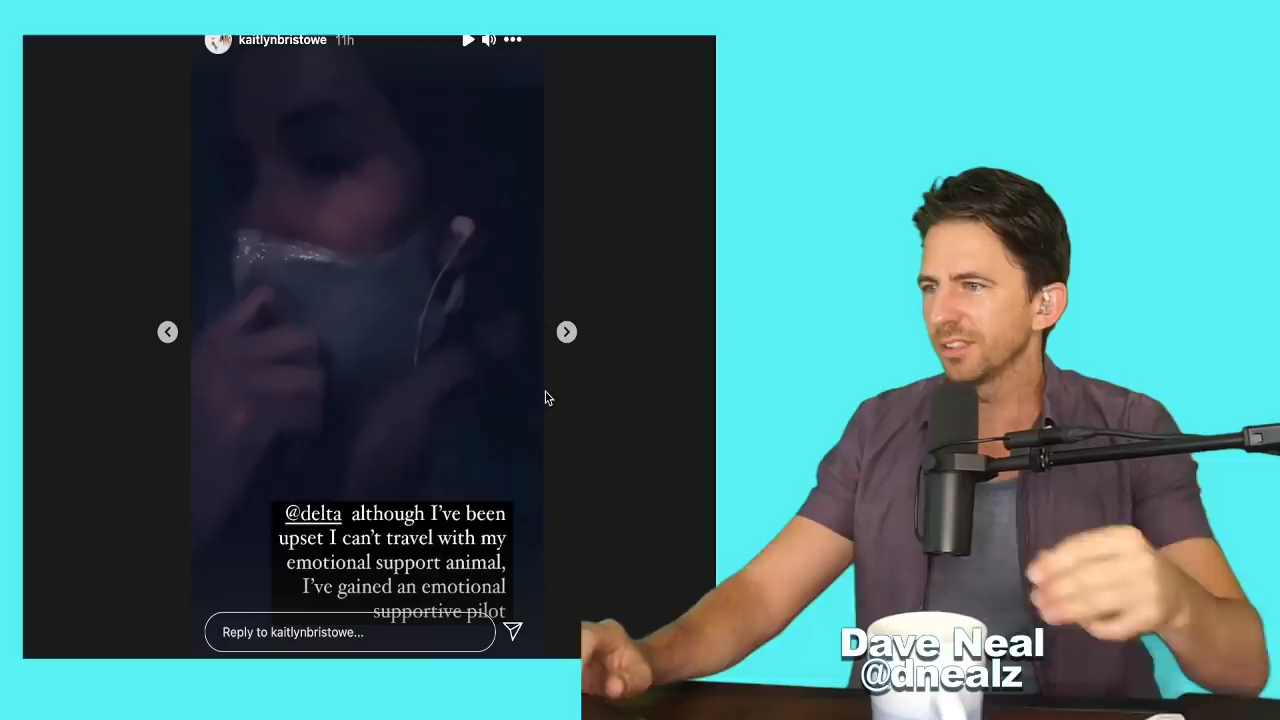 kaitlynbristowe 11h
@delta although I've been
upset I can't travel with my
emotional support animal,
I've gained an emotional
supportive pilot
Reply to kaitlynbristowe...
Dave Neal
@dnealz